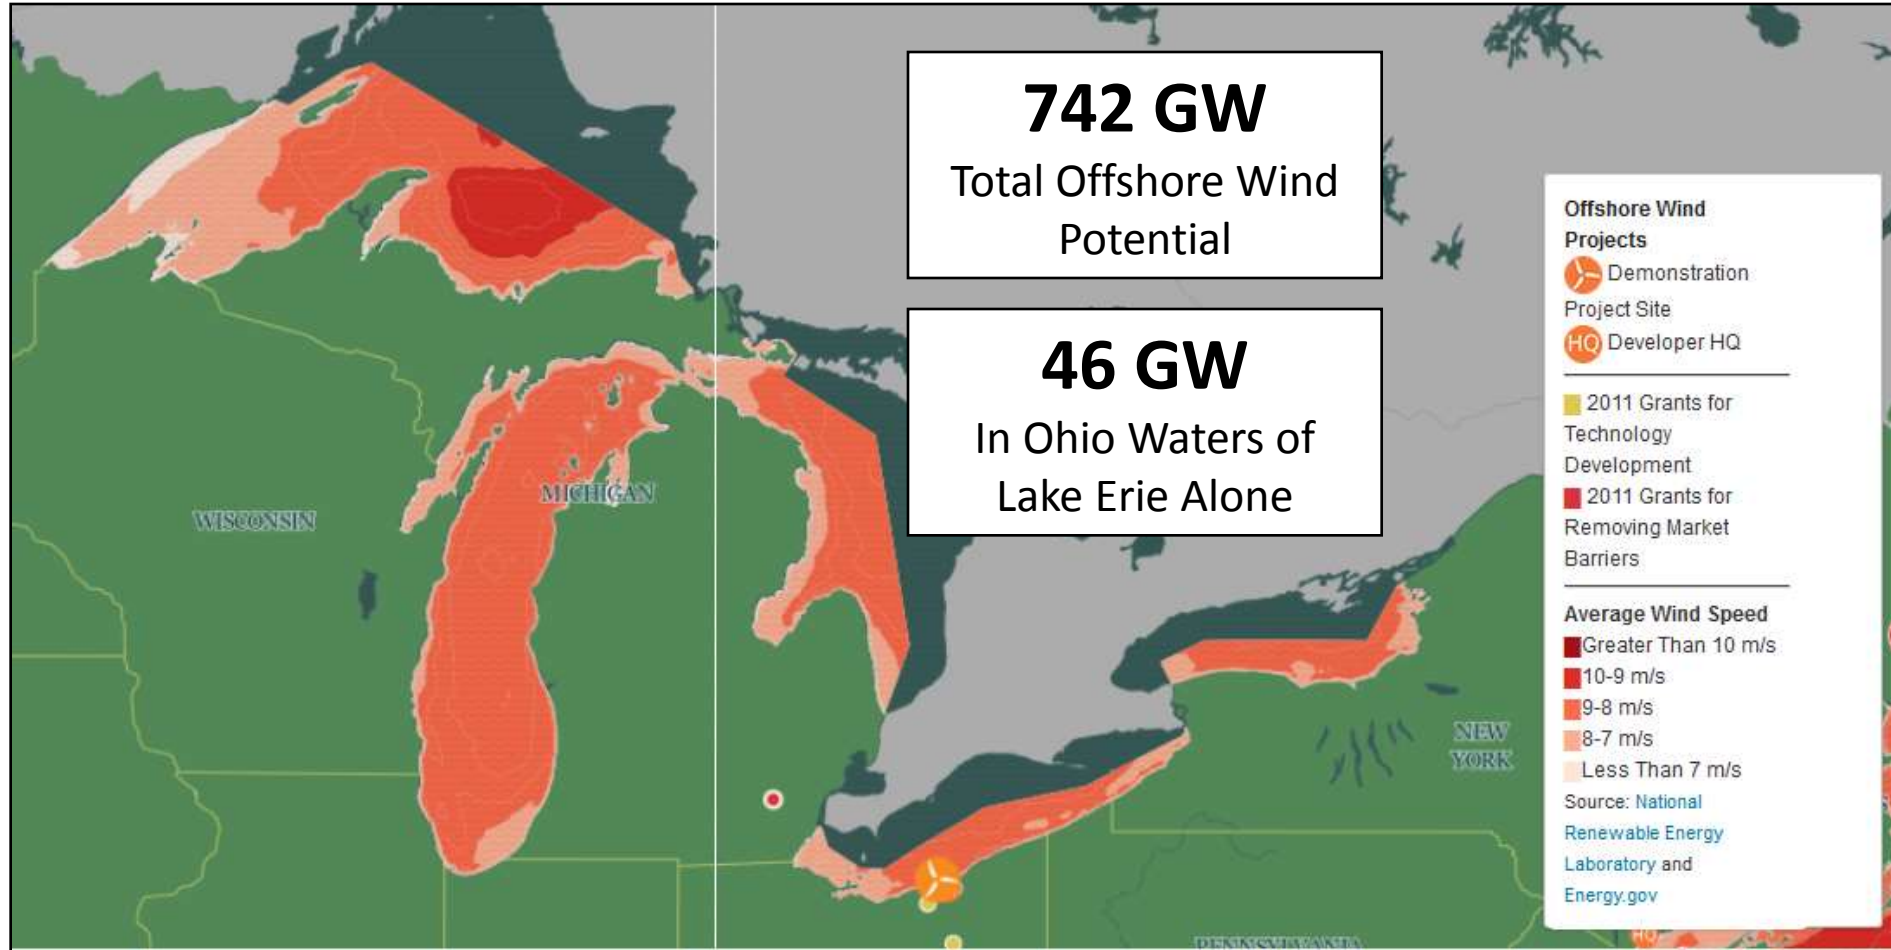 742 GW
Total Offshore Wind
Potential
46 GW
In Ohio Waters of
Lake Erie Alone
Offshore Wind
Projects
Demonstration
Project Site
HQ Developer HQ
2011 Grants for
Technology
Development
2011 Grants for
Removing Market
Barriers
Average Wind Speed
Greater Than 10 m/s
10-9 m/s
9-8 m/s
8-7 m/s
Less Than 7 m/s
Source: National
Renewable Energy
Laboratory and
Energy.gov
MICHIGAN
WISCONSIN
NEW
YORK
PENNSYLVANIA
HQ